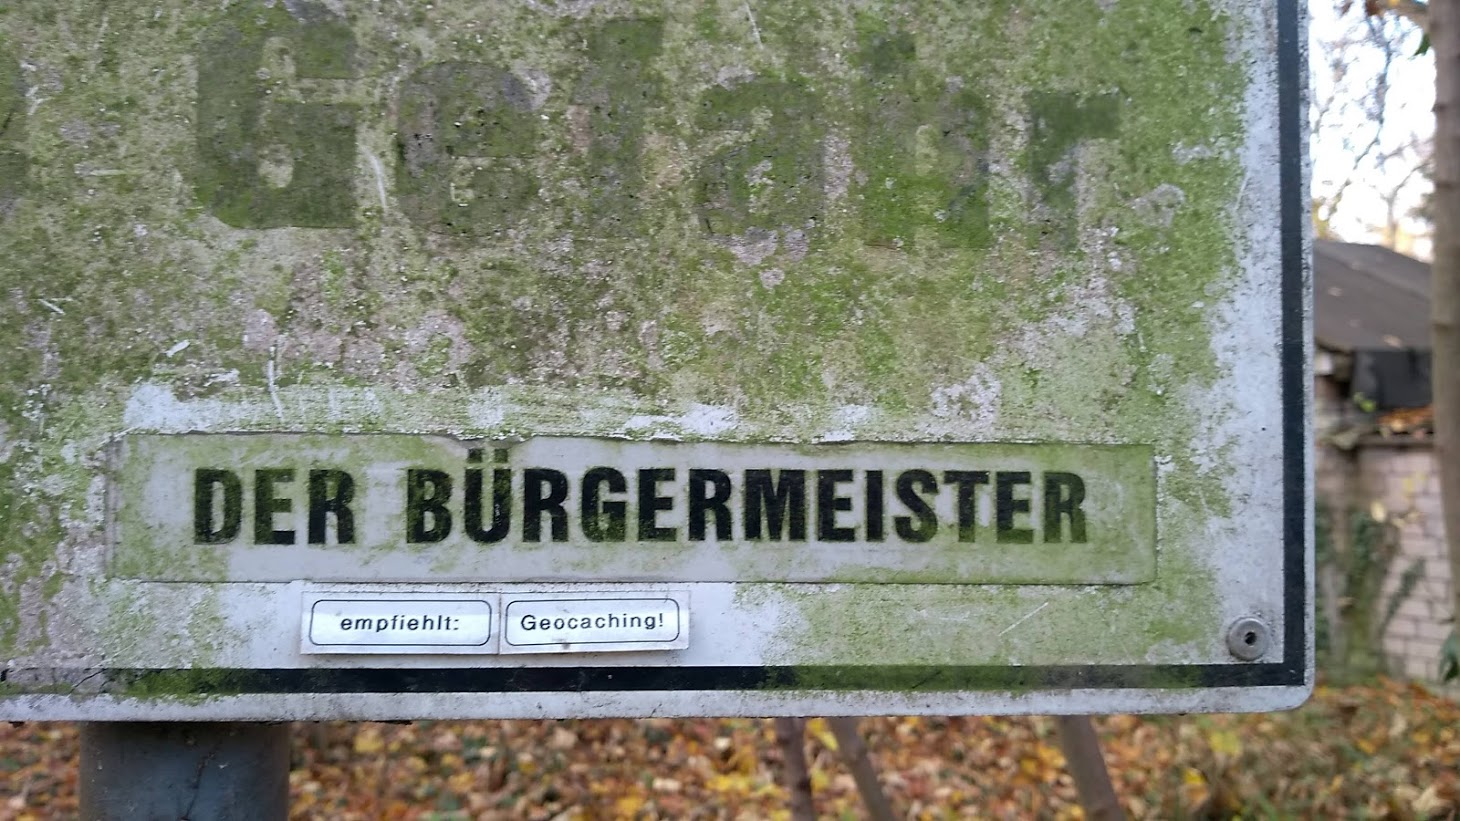 Gefahr
DER BÜRGERMEISTER
empfiehlt: Geocaching!